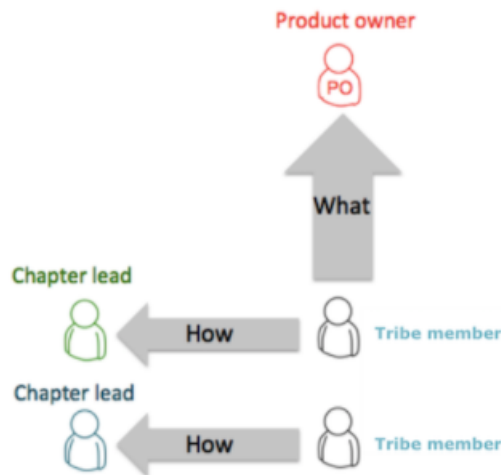 Product owner
PO
What
Chapter lead
How
Tribe member
Chapter lead
How
Tribe member